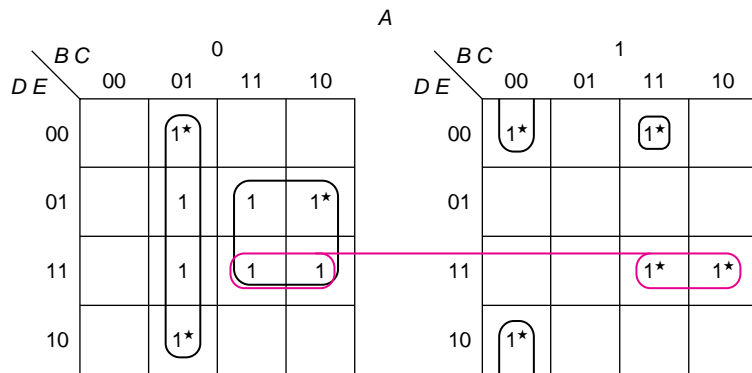 A
BC 0 BC 1
DE 00 01 11 10 DE 00 01 11 10
00 1★ 00 1★ 1★
01 1 1 1★ 01
11 1 1 1 11 1★ 1★
10 1★ 10 1★